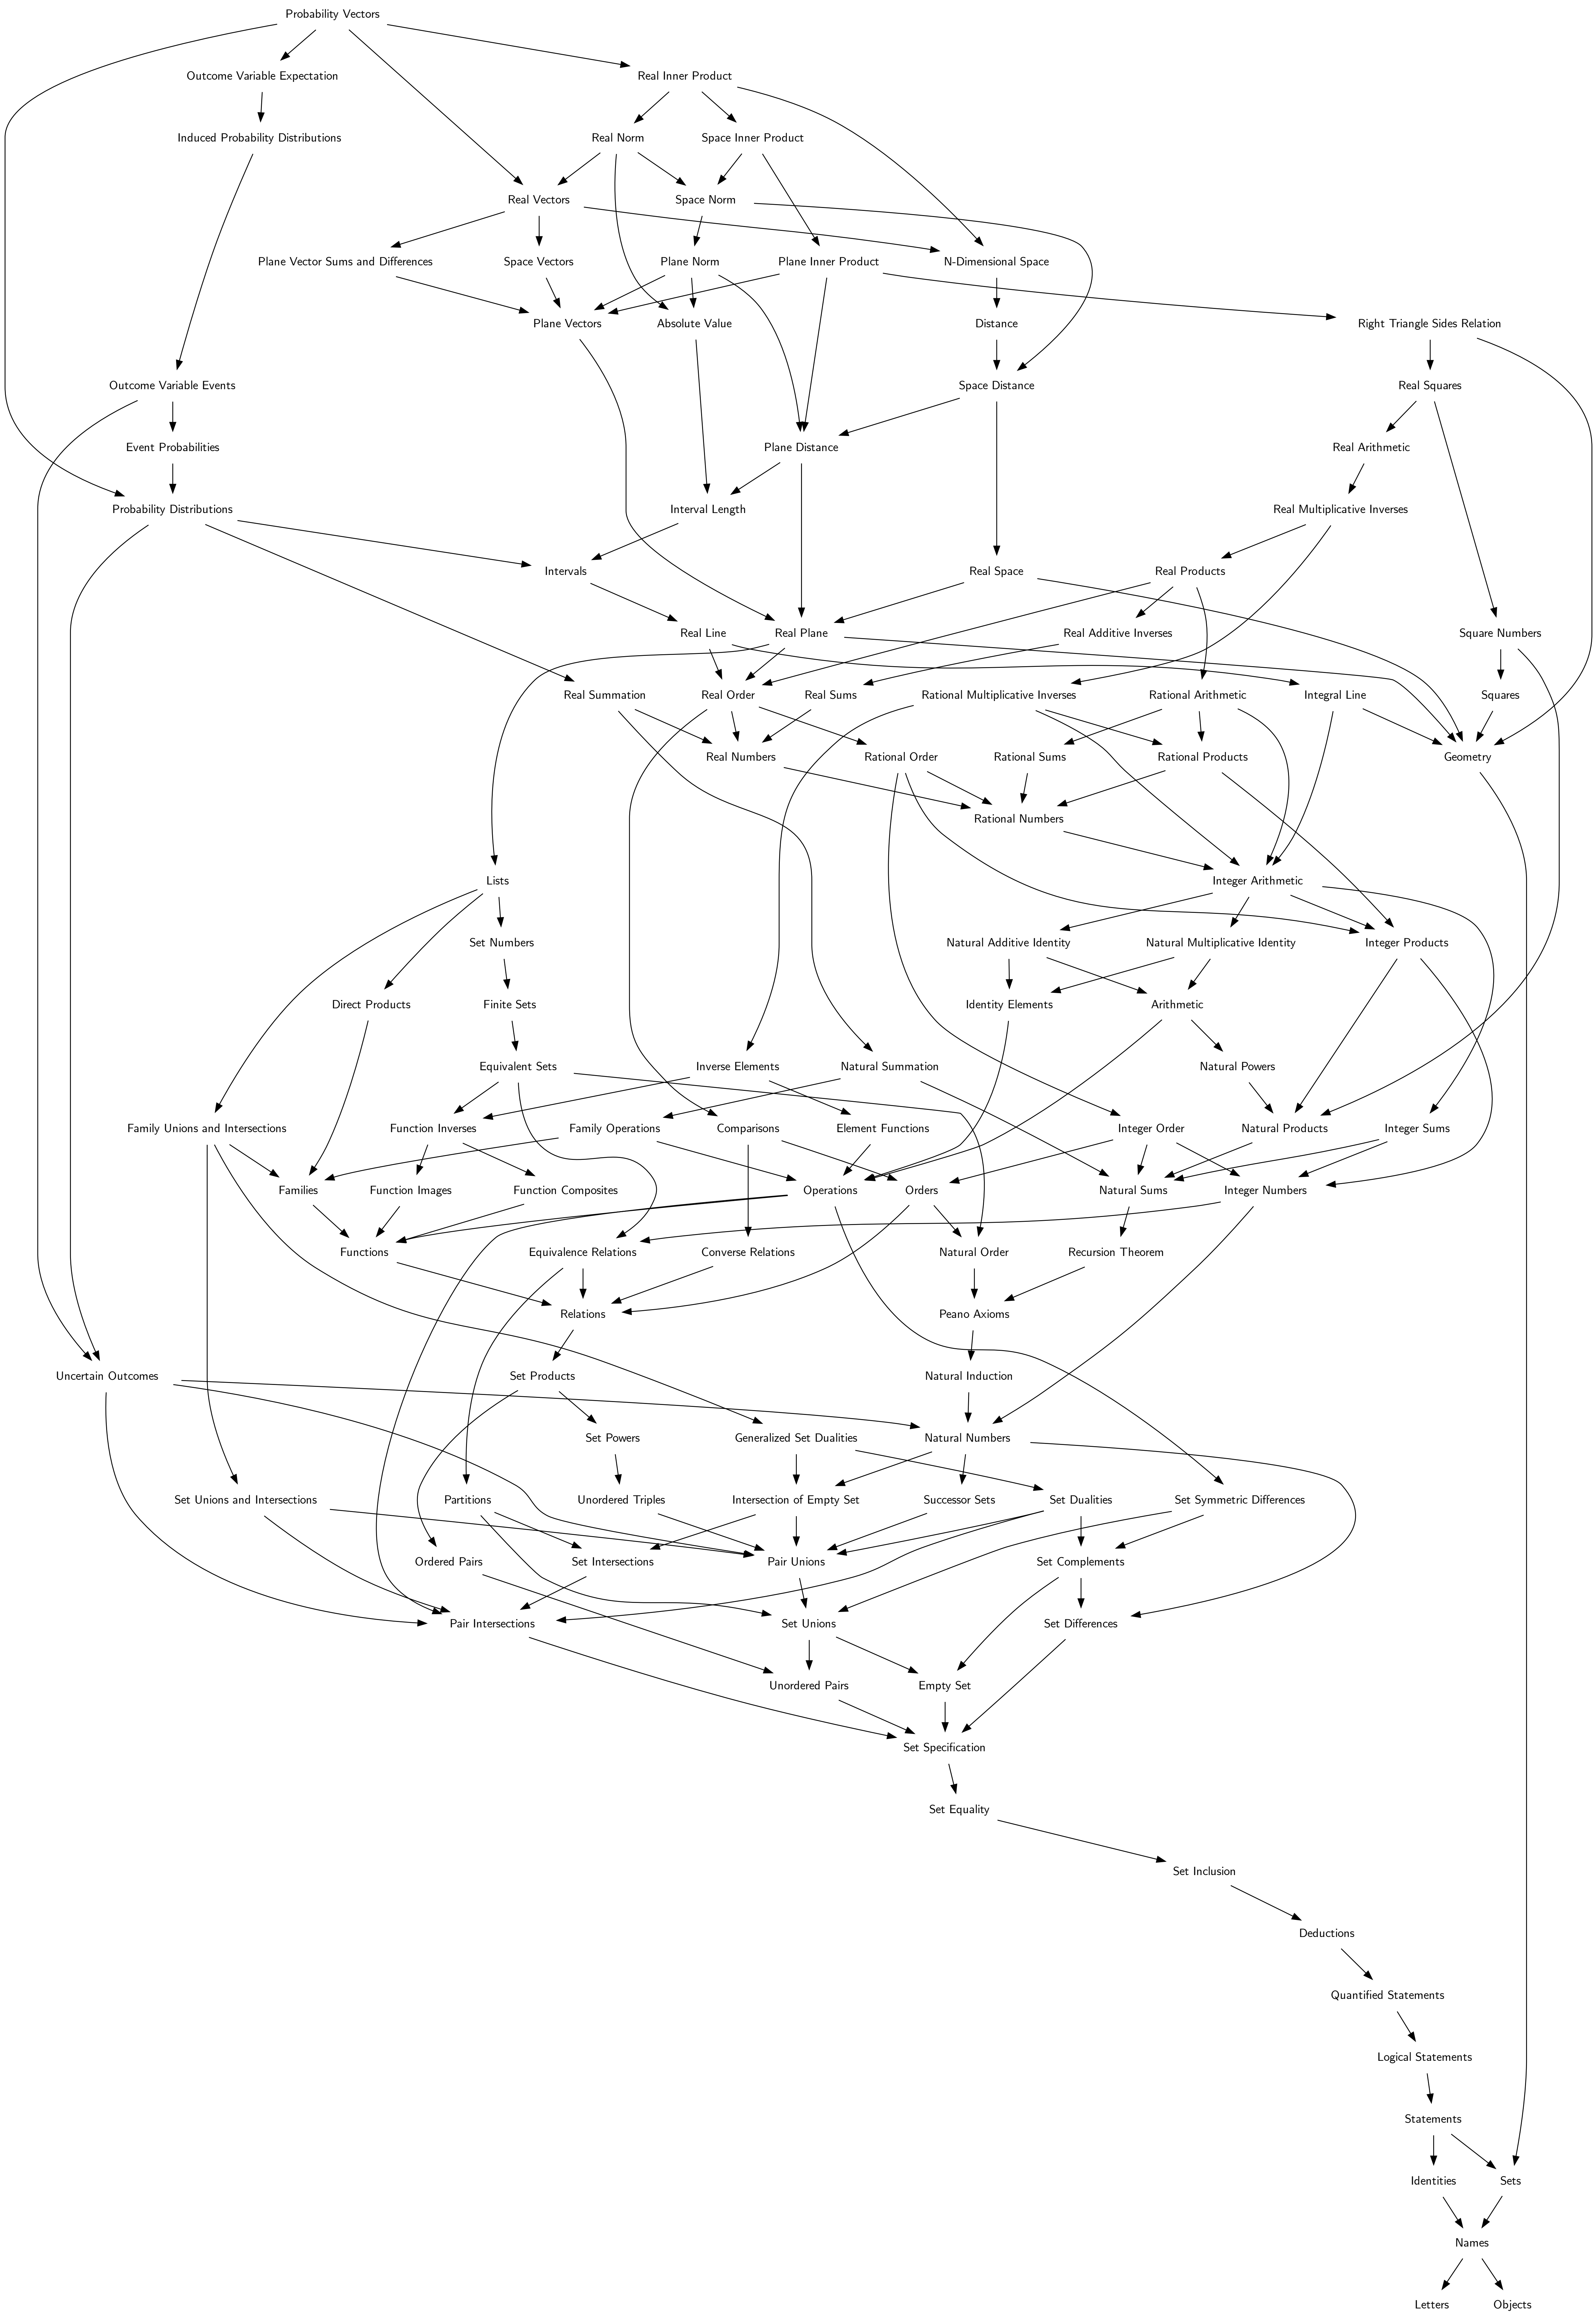 Probability Vectors
Outcome Variable Expectation
Real Inner Product
Induced Probability Distributions
Real Norm
Space Inner Product
Real Vectors
Space Norm
Plane Vector Sums and Differences
Space Vectors
Plane Norm
Plane Inner Product
N-Dimensional Space
Plane Vectors
Absolute Value
Distance
Right Triangle Sides Relation
Outcome Variable Events
Space Distance
Real Squares
Event Probabilities
Plane Distance
Real Arithmetic
Probability Distributions
Interval Length
Real Multiplicative Inverses
Intervals
Real Space
Real Products
Real Line
Real Plane
Real Additive Inverses
Square Numbers
Real Summation
Real Order
Real Sums
Rational Multiplicative Inverses
Rational Arithmetic
Integral Line
Squares
Real Numbers
Rational Order
Rational Sums
Rational Products
Geometry
Rational Numbers
Lists
Integer Arithmetic
Set Numbers
Natural Additive Identity
Natural Multiplicative Identity
Integer Products
Direct Products
Finite Sets
Identity Elements
Arithmetic
Equivalent Sets
Inverse Elements
Natural Summation
Natural Powers
Family Unions and Intersections
Function Inverses
Family Operations
Comparisons
Element Functions
Integer Order
Natural Products
Integer Sums
Families
Function Images
Function Composites
Operations
Orders
Natural Sums
Integer Numbers
Functions
Equivalence Relations
Converse Relations
Natural Order
Recursion Theorem
Relations
Peano Axioms
Uncertain Outcomes
Set Products
Natural Induction
Set Powers
Generalized Set Dualities
Natural Numbers
Set Unions and Intersections
Partitions
Unordered Triples
Intersection of Empty Set
Successor Sets
Set Dualities
Set Symmetric Differences
Ordered Pairs
Set Intersections
Pair Unions
Set Complements
Pair Intersections
Set Unions
Set Differences
Unordered Pairs
Empty Set
Set Specification
Set Equality
Set Inclusion
Deductions
Quantified Statements
Logical Statements
Statements
Identities
Sets
Names
Letters
Objects